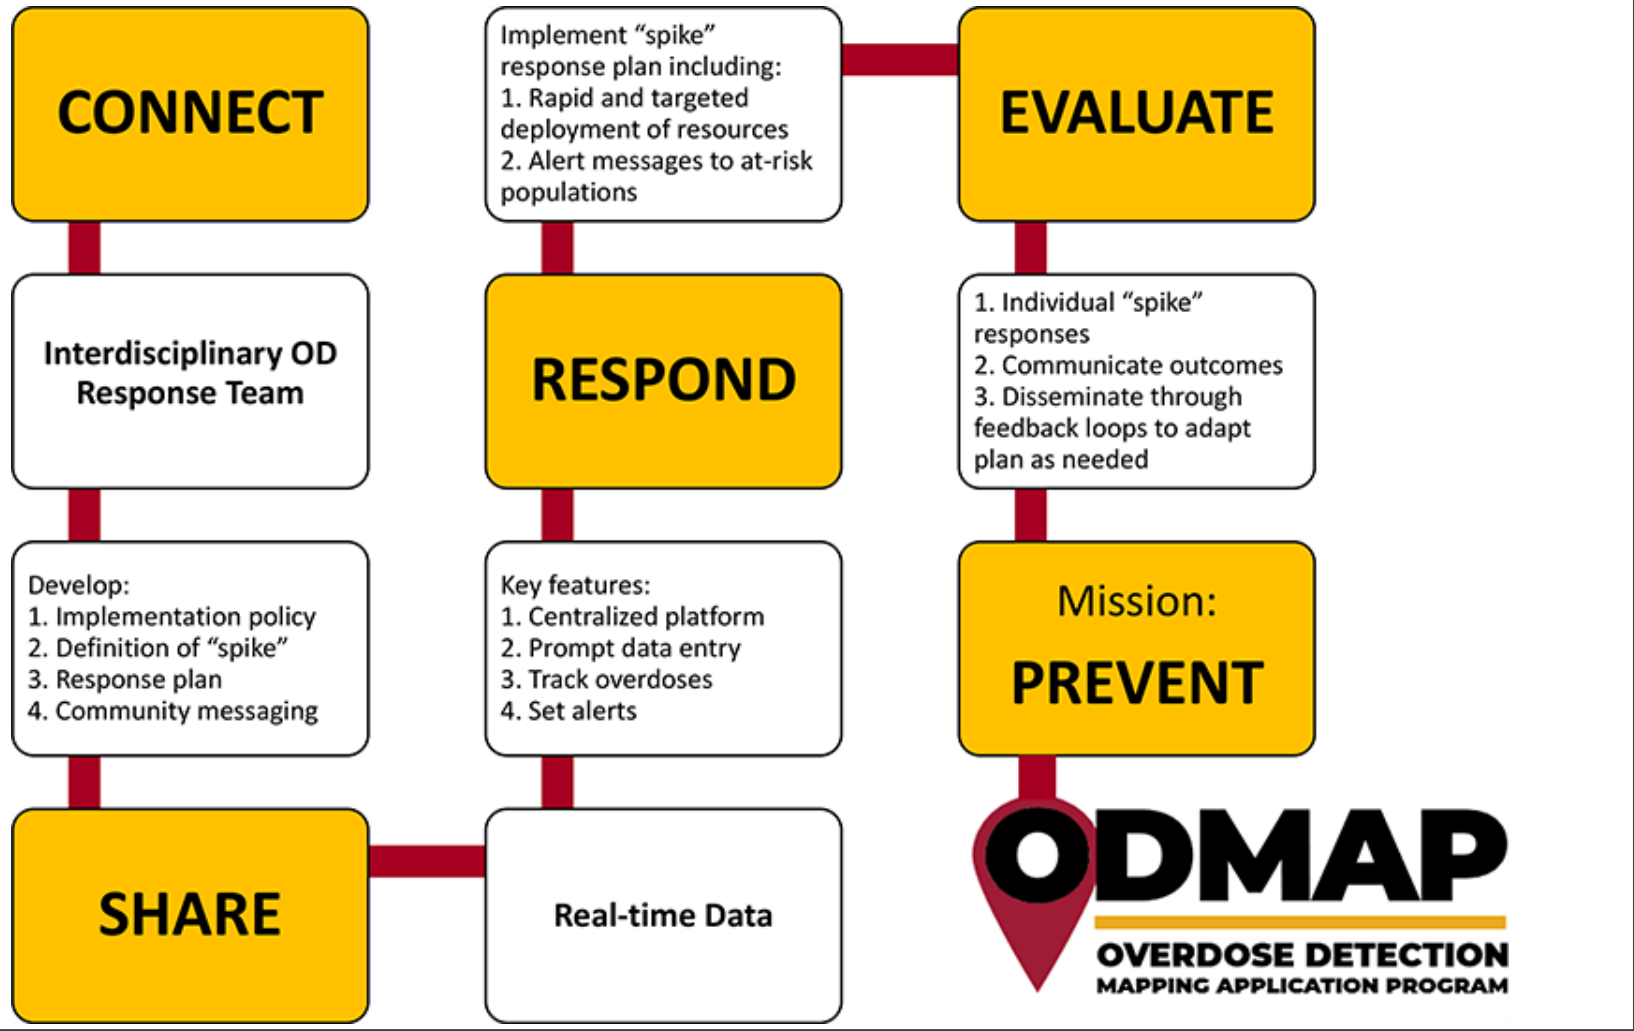 CONNECT
Interdisciplinary OD
Response Team
Develop:
1. Implementation policy
2. Definition of “spike”
3. Response plan
4. Community messaging
SHARE
Real-time Data
Key features:
1. Centralized platform
2. Prompt data entry
3. Track overdoses
4. Set alerts
RESPOND
Implement “spike”
response plan including:
1. Rapid and targeted
deployment of resources
2. Alert messages to at-risk
populations
EVALUATE
1. Individual “spike”
responses
2. Communicate outcomes
3. Disseminate through
feedback loops to adapt
plan as needed
Mission:
PREVENT
ODMAP
OVERDOSE DETECTION
MAPPING APPLICATION PROGRAM